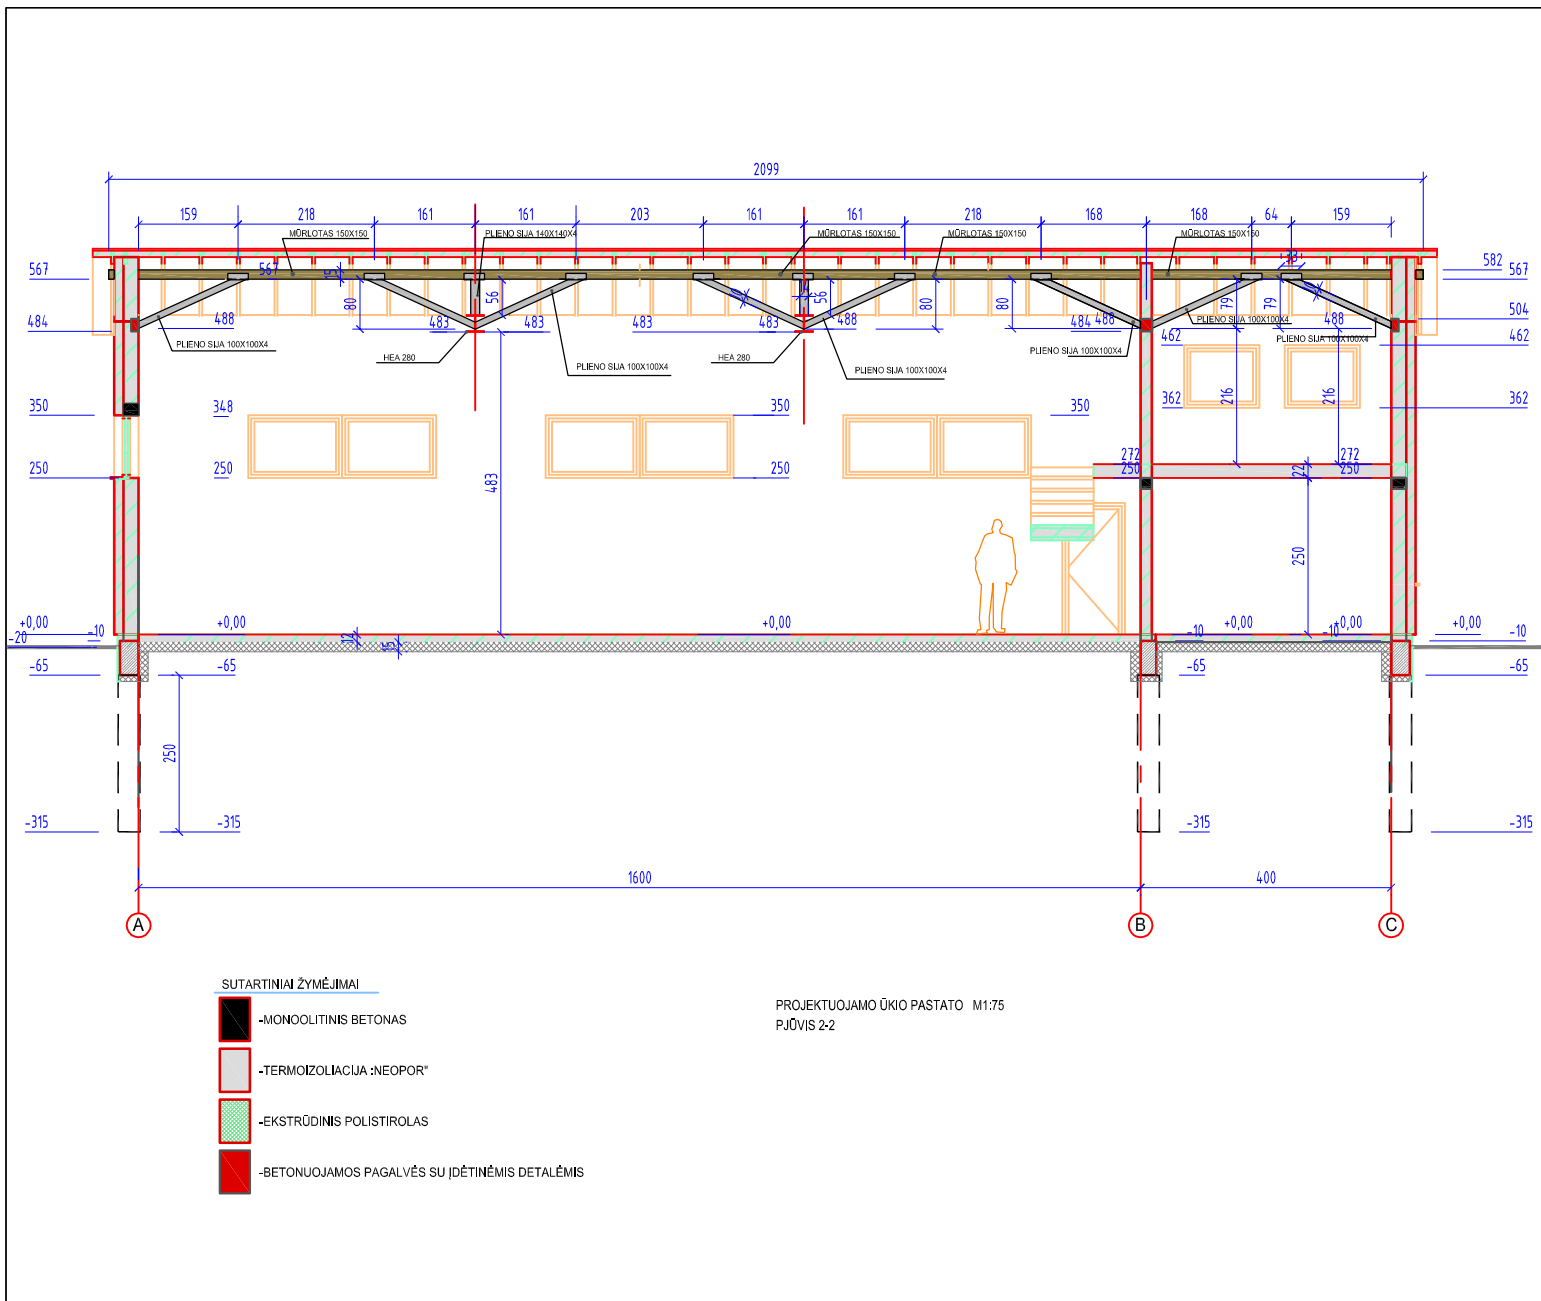 2099
159 218 161 161 203 161 161 218 168 168 64 159
MŪRLOTAS 150X150 PLIENO SIJA 140X140X4 MŪRLOTAS 150X150 MŪRLOTAS 150X150 MŪRLOTAS 150X150
567 567 15 33 582 567
80 56 56 80 80 79 79
484 488 483 483 483 483 488 484 488 488 504
PLIENO SIJA 100X100X4 HEA 280 PLIENO SIJA 100X100X4 HEA 280 PLIENO SIJA 100X100X4 PLIENO SIJA 100X100X4 PLIENO SIJA 100X100X4 PLIENO SIJA 100X100X4
462 462
350 348 350 350 362 216 216 362
250 250 483 250 272 250 22 272 250
250
+0,00 +0,00 12 +0,00 +0,00 +0,00 +0,00
-20 -10 15 -10 -10 -10
-65 -65 -65 -65
250
-315 -315 -315 -315
1600 400
A B C
SUTARTINIAI ŽYMĖJIMAI
-MONOOLITINIS BETONAS
-TERMOIZOLIACIJA :NEOPOR"
-EKSTRŪDINIS POLISTIROLAS
-BETONUOJAMOS PAGALVĖS SU ĮDĖTINĖMIS DETALĖMIS
PROJEKTUOJAMO ŪKIO PASTATO M1:75
PJŪVIS 2-2